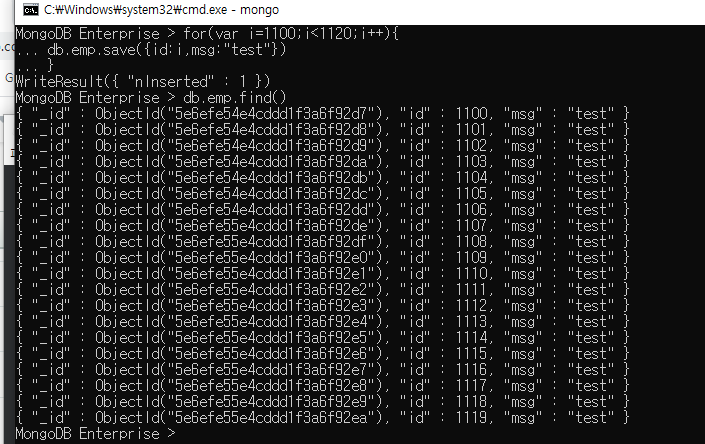 C:₩Windows₩system32₩cmd.exe - mongo
MongoDB Enterprise > for(var i=1100;i<1120;i++){
... db.emp.save({id:i,msg:"test"})
... }
WriteResult({ "nInserted" : 1 })
MongoDB Enterprise > db.emp.find()
{ "_id" : ObjectId("5e6efe54e4cddd1f3a6f92d7"), "id" : 1100, "msg" : "test" }
{ "_id" : ObjectId("5e6efe54e4cddd1f3a6f92d8"), "id" : 1101, "msg" : "test" }
{ "_id" : ObjectId("5e6efe54e4cddd1f3a6f92d9"), "id" : 1102, "msg" : "test" }
{ "_id" : ObjectId("5e6efe54e4cddd1f3a6f92da"), "id" : 1103, "msg" : "test" }
{ "_id" : ObjectId("5e6efe54e4cddd1f3a6f92db"), "id" : 1104, "msg" : "test" }
{ "_id" : ObjectId("5e6efe54e4cddd1f3a6f92dc"), "id" : 1105, "msg" : "test" }
{ "_id" : ObjectId("5e6efe54e4cddd1f3a6f92dd"), "id" : 1106, "msg" : "test" }
{ "_id" : ObjectId("5e6efe55e4cddd1f3a6f92de"), "id" : 1107, "msg" : "test" }
{ "_id" : ObjectId("5e6efe55e4cddd1f3a6f92df"), "id" : 1108, "msg" : "test" }
{ "_id" : ObjectId("5e6efe55e4cddd1f3a6f92e0"), "id" : 1109, "msg" : "test" }
{ "_id" : ObjectId("5e6efe55e4cddd1f3a6f92e1"), "id" : 1110, "msg" : "test" }
{ "_id" : ObjectId("5e6efe55e4cddd1f3a6f92e2"), "id" : 1111, "msg" : "test" }
{ "_id" : ObjectId("5e6efe55e4cddd1f3a6f92e3"), "id" : 1112, "msg" : "test" }
{ "_id" : ObjectId("5e6efe55e4cddd1f3a6f92e4"), "id" : 1113, "msg" : "test" }
{ "_id" : ObjectId("5e6efe55e4cddd1f3a6f92e5"), "id" : 1114, "msg" : "test" }
{ "_id" : ObjectId("5e6efe55e4cddd1f3a6f92e6"), "id" : 1115, "msg" : "test" }
{ "_id" : ObjectId("5e6efe55e4cddd1f3a6f92e7"), "id" : 1116, "msg" : "test" }
{ "_id" : ObjectId("5e6efe55e4cddd1f3a6f92e8"), "id" : 1117, "msg" : "test" }
{ "_id" : ObjectId("5e6efe55e4cddd1f3a6f92e9"), "id" : 1118, "msg" : "test" }
{ "_id" : ObjectId("5e6efe55e4cddd1f3a6f92ea"), "id" : 1119, "msg" : "test" }
MongoDB Enterprise >